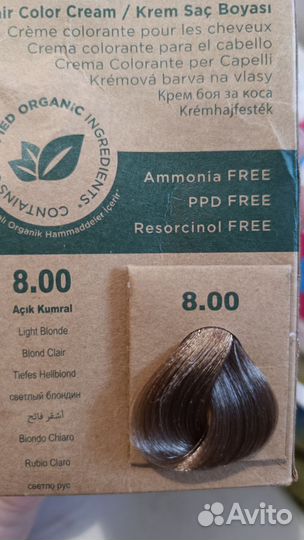 ir Color Cream / Krem Saç Boyası
Crème colorante pour les cheveux
Crema colorante para el cabello
Crema Colorante per Capelli
Krémová barva na vlasy
Крем боя за коса
Krémhajfesték
ED ORGANIC INGREDIENTS · CONTAINS
Organik Hammaddeler İçerir
Ammonia FREE
PPD FREE
Resorcinol FREE
8.00
Açık Kumral
Light Blonde
Blond Clair
Tiefes Hellblond
светлый блондин
أشقر فاتح
Biondo Chiaro
Rubio Claro
светло рус
8.00
Avito